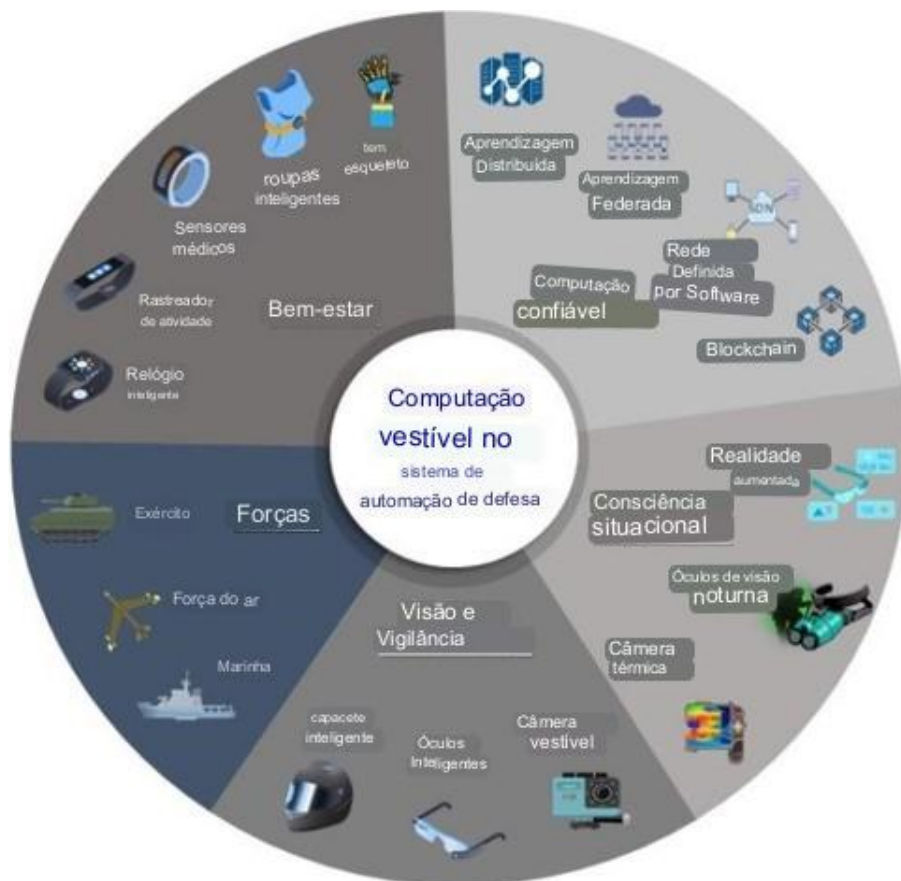 tem
esqueleto
roupas
inteligentes
Sensores
médicos
Rastreador
de atividade
Bem-estar
Relógio
inteligente
Aprendizagem
Distribuída
Aprendizagem
Federada
SDN
Rede
Definida
por Software
Computação
confiável
Blockchain
Computação
vestível no
sistema de
automação de defesa
Realidade
aumentada
Consciência
situacional
Óculos de visão
noturna
Câmera
térmica
Visão e
Vigilância
capacete
inteligente
Óculos
Inteligentes
Câmera
vestível
Exército
Forças
Força do ar
Marinha